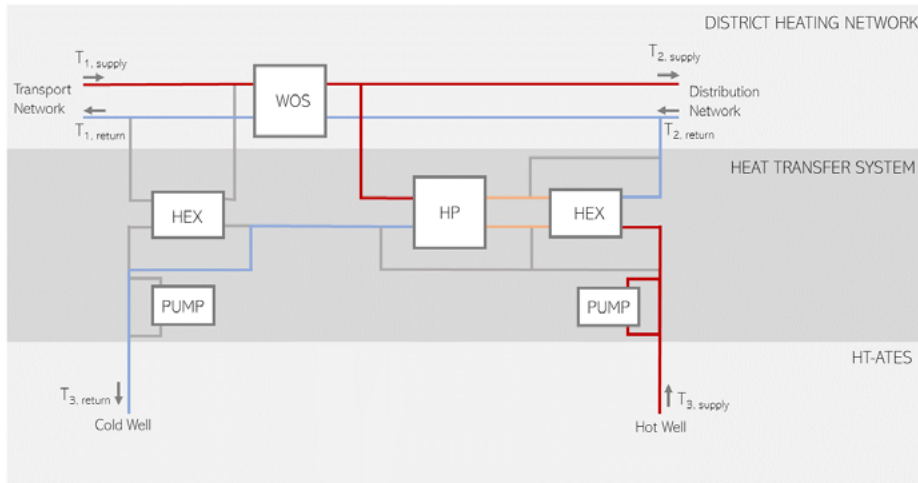 DISTRICT HEATING NETWORK
T1, supply
T2, supply
Transport
Network
WOS
Distribution
Network
T1, return
T2, return
HEAT TRANSFER SYSTEM
HEX
HP
HEX
PUMP
PUMP
HT-ATES
T3, return
T3, supply
Cold Well
Hot Well